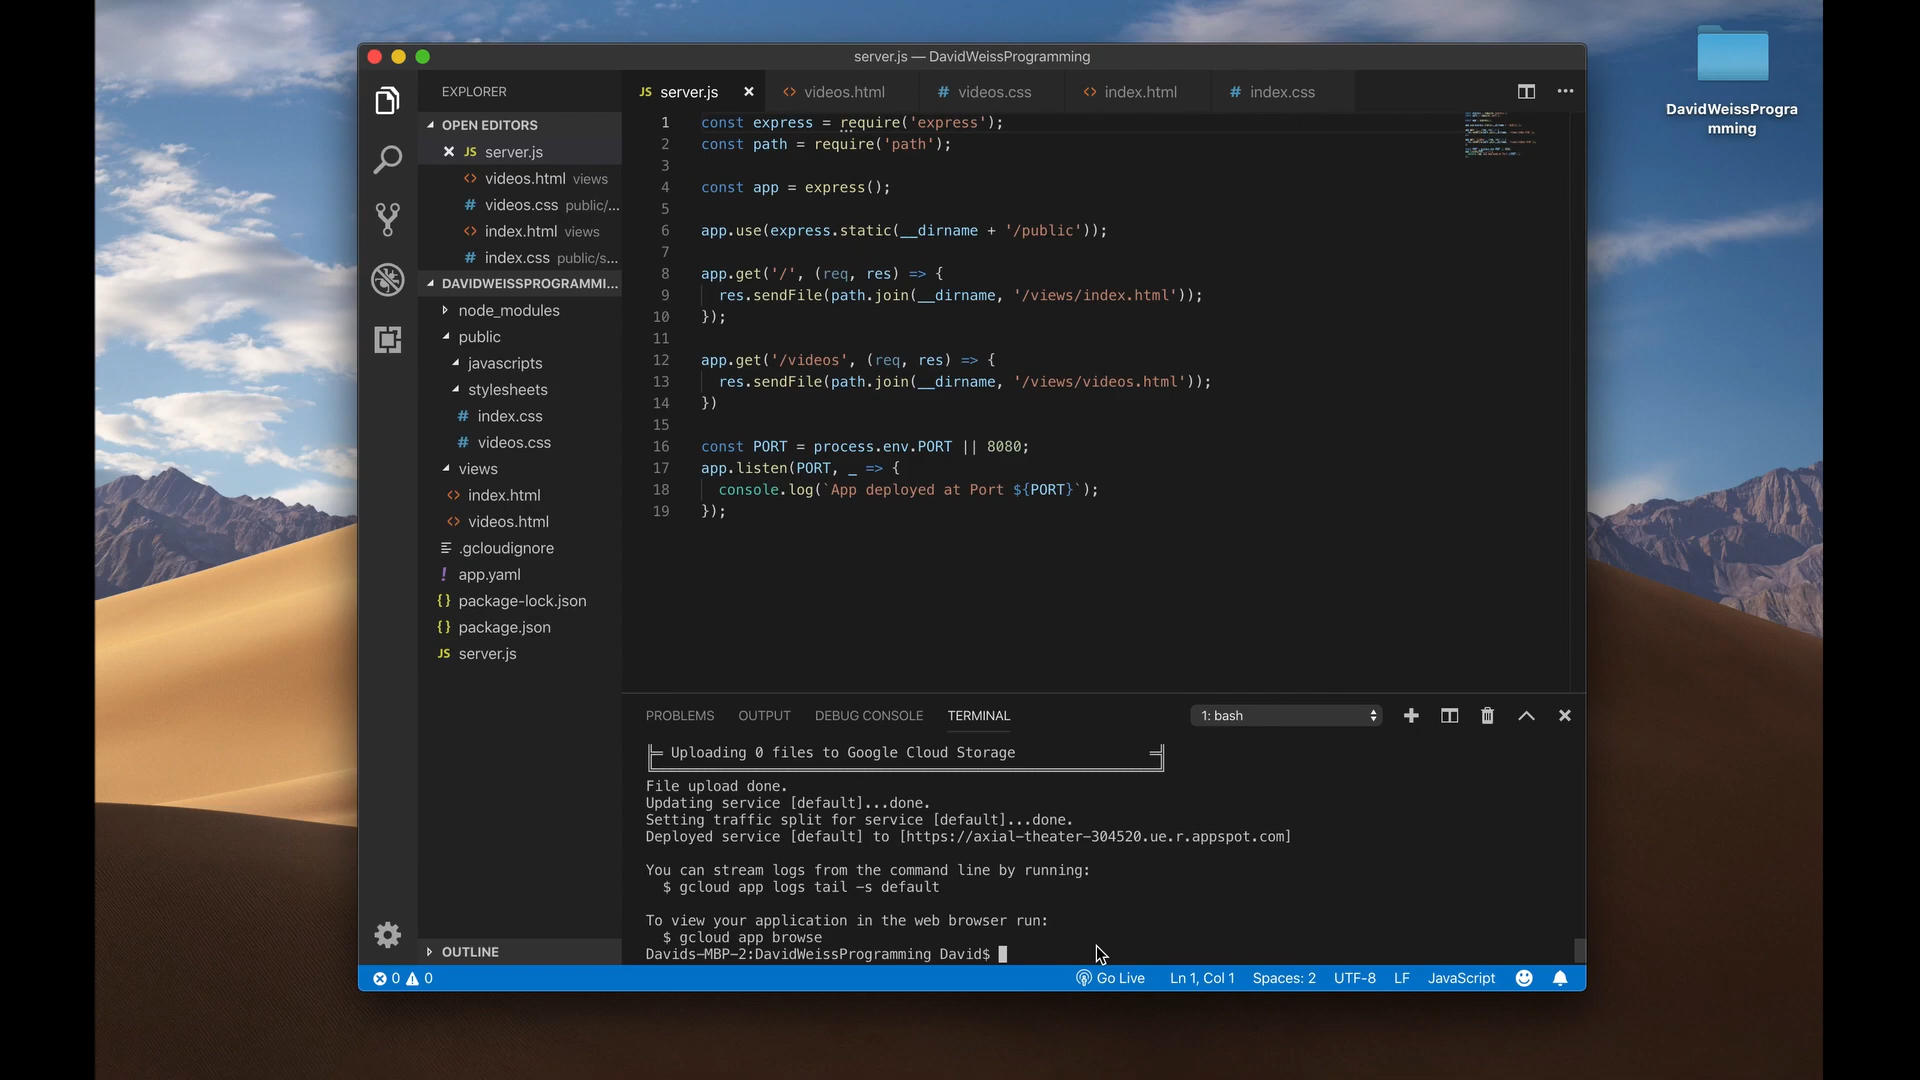 server.js — DavidWeissProgramming
DavidWeissProgra
mming
EXPLORER
OPEN EDITORS
JS server.js
<> videos.html views
# videos.css public/...
<> index.html views
# index.css public/s...
DAVIDWEISSPROGRAMMI...
node_modules
public
javascripts
stylesheets
# index.css
# videos.css
views
<> index.html
<> videos.html
.gcloudignore
! app.yaml
{} package-lock.json
{} package.json
JS server.js
OUTLINE
JS server.js <> videos.html # videos.css <> index.html # index.css
1 const express = require('express');
2 const path = require('path');
3
4 const app = express();
5
6 app.use(express.static(__dirname + '/public'));
7
8 app.get('/', (req, res) => {
9 res.sendFile(path.join(__dirname, '/views/index.html'));
10 });
11
12 app.get('/videos', (req, res) => {
13 res.sendFile(path.join(__dirname, '/views/videos.html'));
14 })
15
16 const PORT = process.env.PORT || 8080;
17 app.listen(PORT, _ => {
18 console.log(`App deployed at Port ${PORT}`);
19 });
PROBLEMS OUTPUT DEBUG CONSOLE TERMINAL 1: bash
Uploading 0 files to Google Cloud Storage
File upload done.
Updating service [default]...done.
Setting traffic split for service [default]...done.
Deployed service [default] to [https://axial-theater-304520.ue.r.appspot.com]
You can stream logs from the command line by running:
$ gcloud app logs tail -s default
To view your application in the web browser run:
$ gcloud app browse
Davids-MBP-2:DavidWeissProgramming David$
0 0 Go Live Ln 1, Col 1 Spaces: 2 UTF-8 LF JavaScript